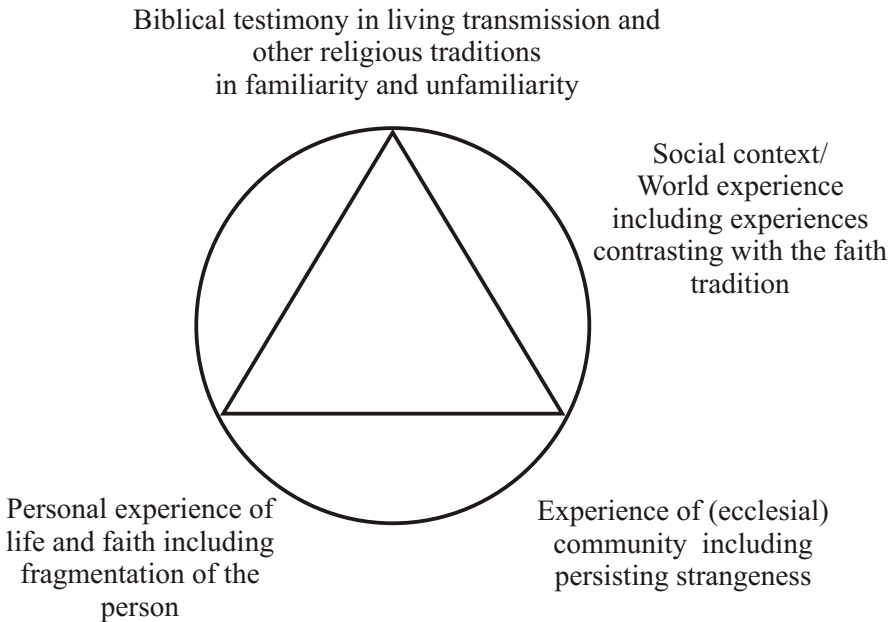 Biblical testimony in living transmission and
other religious traditions
in familiarity and unfamiliarity
Social context/
World experience
including experiences
contrasting with the faith
tradition
Personal experience of
life and faith including
fragmentation of the
person
Experience of (ecclesial)
community including
persisting strangeness